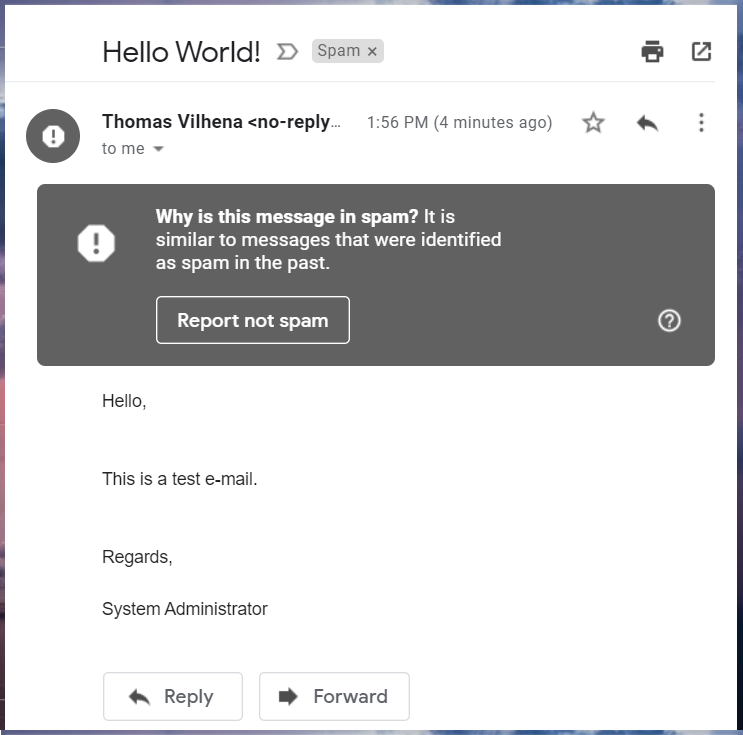 Hello World! Spam ×
Thomas Vilhena <no-reply... 1:56 PM (4 minutes ago)
to me
Why is this message in spam? It is
similar to messages that were identified
as spam in the past.
Report not spam
Hello,
This is a test e-mail.
Regards,
System Administrator
Reply Forward